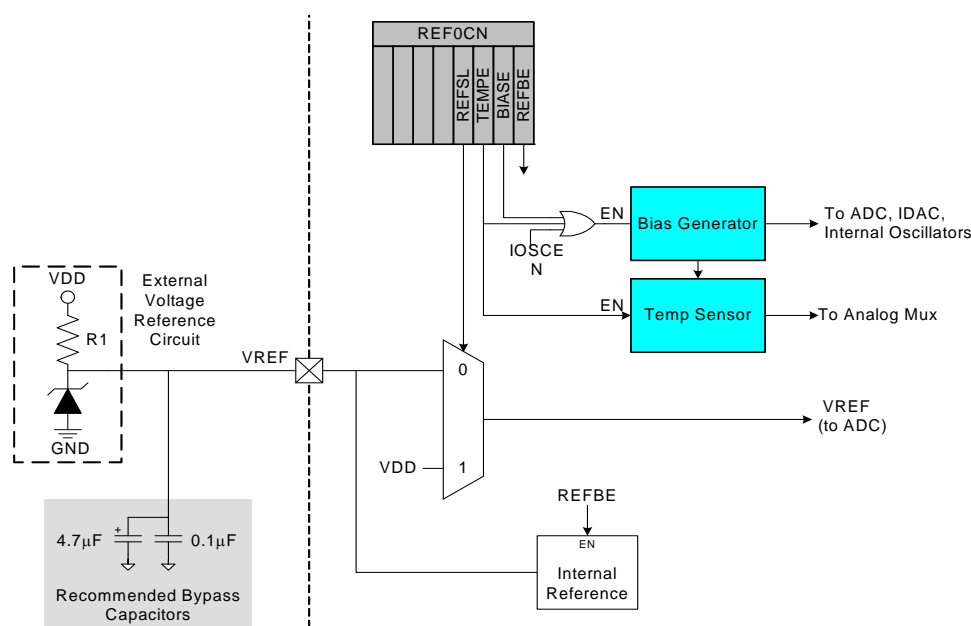 REF0CN
REFSL
TEMPE
BIASE
REFBE
EN
Bias Generator
To ADC, IDAC,
Internal Oscillators
IOSCE
N
VDD
R1
GND
External
Voltage
Reference
Circuit
EN
Temp Sensor
To Analog Mux
VREF
0
1
VDD
VREF
(to ADC)
REFBE
EN
Internal
Reference
+
4.7µF
0.1µF
Recommended Bypass
Capacitors